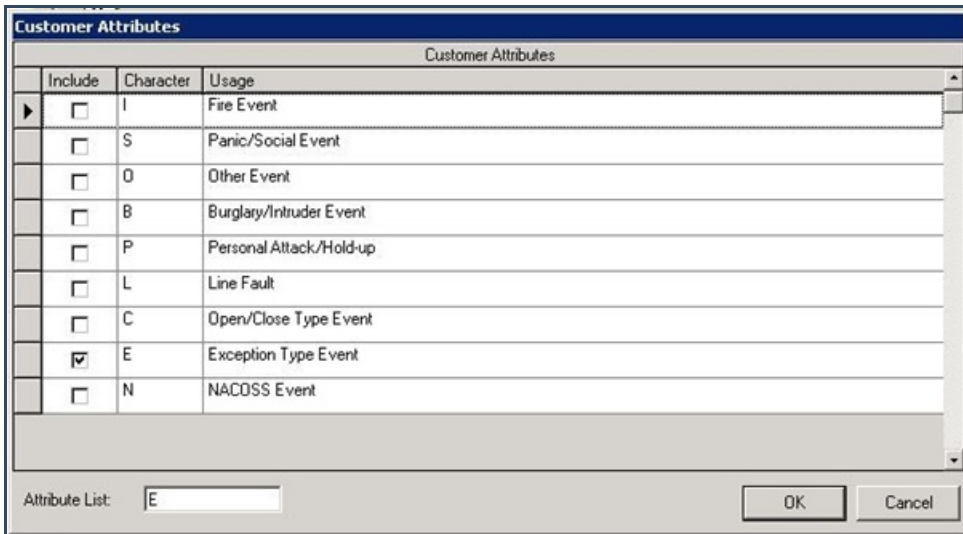 Customer Attributes
Customer Attributes
Include Character Usage
I Fire Event
S Panic/Social Event
O Other Event
B Burglary/Intruder Event
P Personal Attack/Hold-up
L Line Fault
C Open/Close Type Event
E Exception Type Event
N NACOSS Event
Attribute List: E OK Cancel